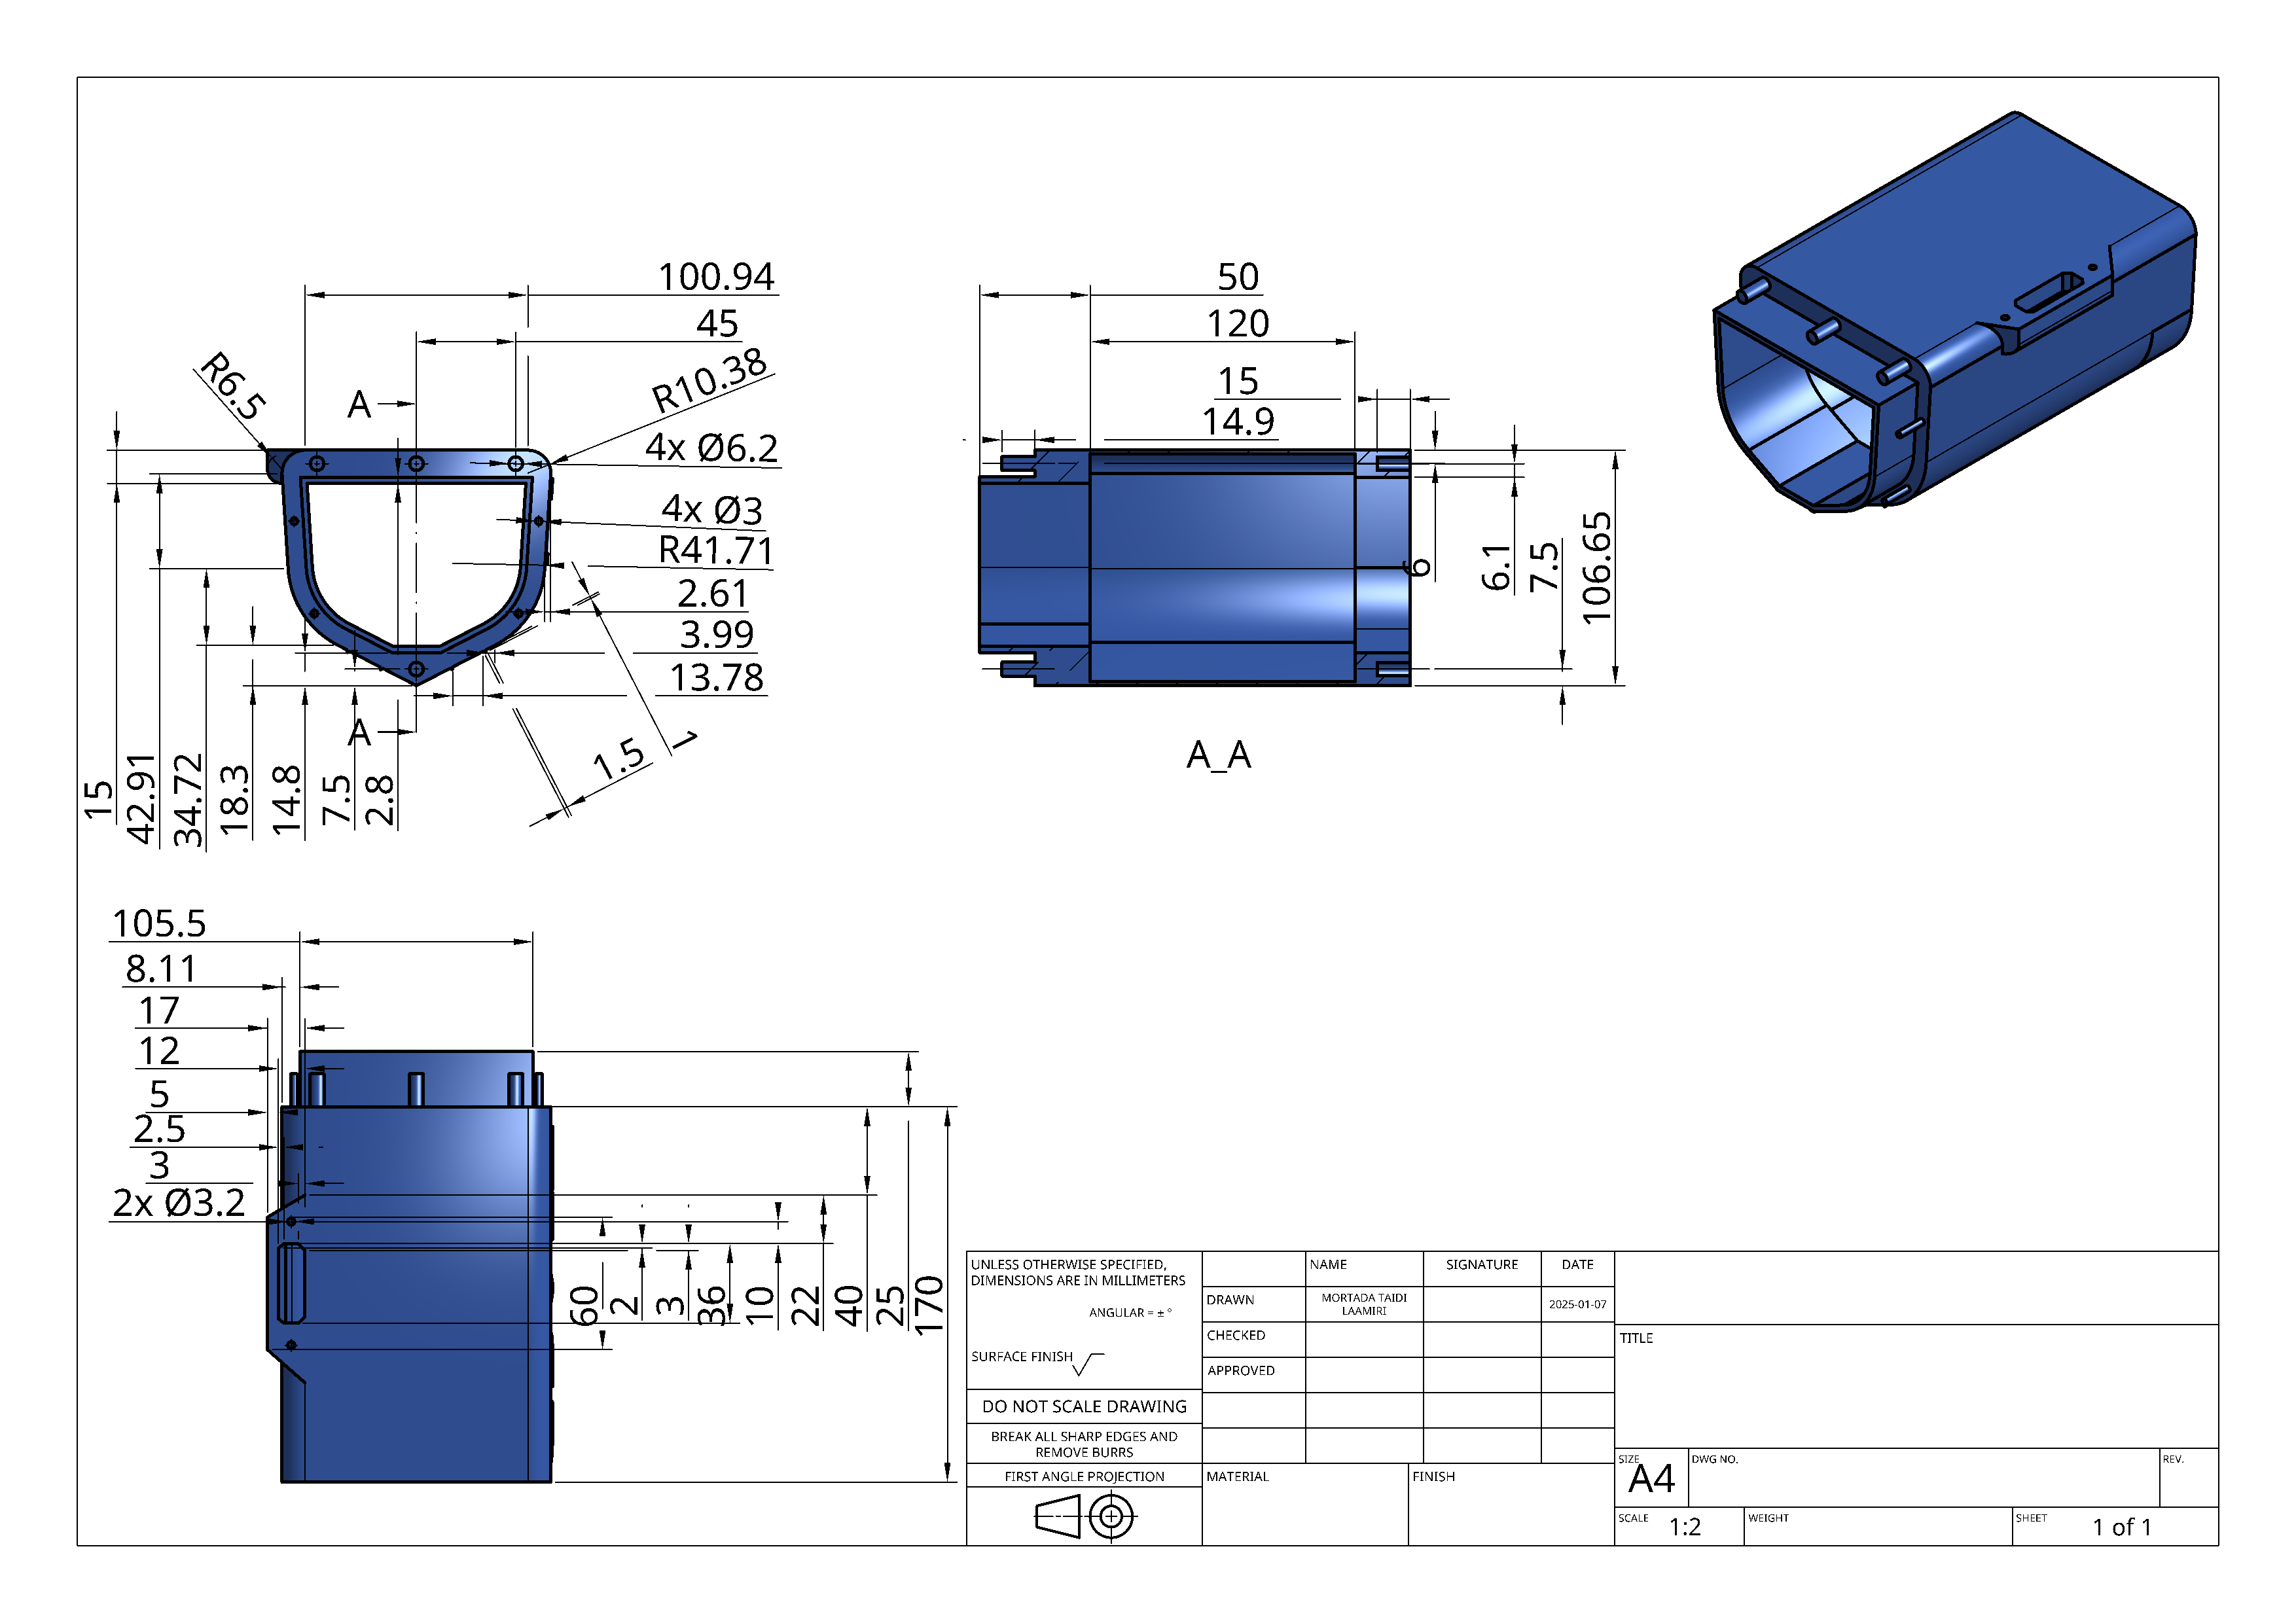 100.94
45
R10.38
R6.5
A
4x Ø6.2
4x Ø3
R41.71
2.61
3.99
13.78
A
1
1.5
15
42.91
34.72
18.3
14.8
7.5
2.8
50
120
15
14.9
6
6.1
7.5
106.65
A_A
105.5
8.11
17
12
5
2.5
3
2x Ø3.2
60
2
3
36
10
22
40
25
170
UNLESS OTHERWISE SPECIFIED,
DIMENSIONS ARE IN MILLIMETERS
ANGULAR = ± °
SURFACE FINISH
DO NOT SCALE DRAWING
BREAK ALL SHARP EDGES AND
REMOVE BURRS
FIRST ANGLE PROJECTION
NAME
SIGNATURE
DATE
DRAWN
MORTADA TAIDI
LAAMIRI
2025-01-07
CHECKED
APPROVED
MATERIAL
FINISH
TITLE
SIZE
A4
DWG NO.
REV.
SCALE
1:2
WEIGHT
SHEET
1 of 1